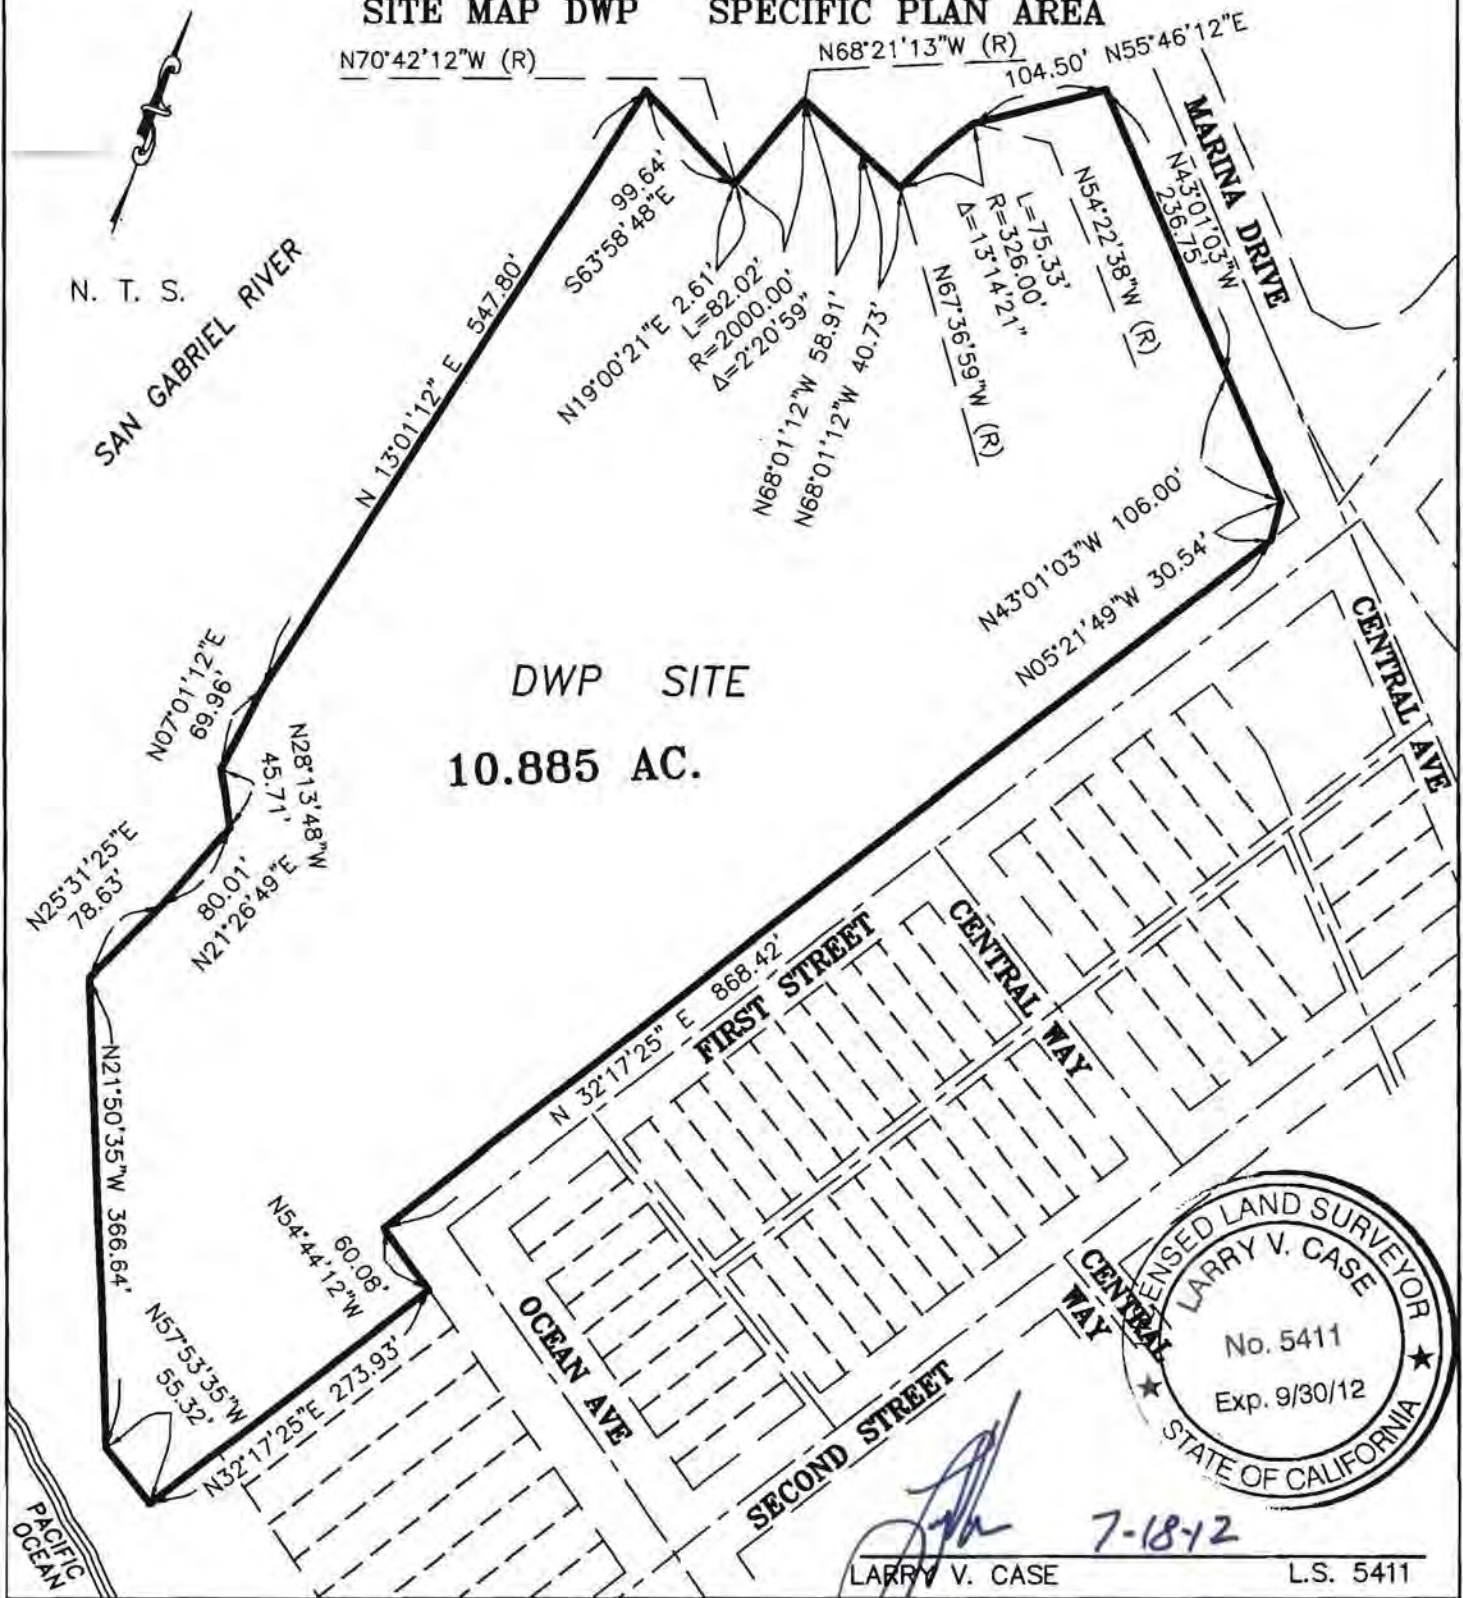 SITE MAP DWP SPECIFIC PLAN AREA
N70°42'12"W (R)
N68°21'13"W (R)
104.50' N55°46'12"E
MARINA DRIVE
N43°01'03"W
236.75'
N. T. S.
SAN GABRIEL RIVER
N 13°01'12" E 547.80'
99.64'
S63°58'48"E
N19°00'21"E 2.61'
L=82.02'
R=2000.00'
Δ=2°20'59"
N68°01'12"W 58.91'
N68°01'12"W 40.73'
N67°36'59"W (R)
L=75.33'
R=326.00'
Δ=13°14'21"
N54°22'38"W (R)
N43°01'03"W 106.00'
N05°21'49"W 30.54'
CENTRAL AVE
DWP SITE
10.885 AC.
N07°01'12"E
69.96'
N28°13'48"W
45.71'
N25°31'25"E
78.63'
80.01'
N21°26'49"E
N 32°17'25" E 868.42'
FIRST STREET
CENTRAL WAY
N21°50'35"W 366.64'
N54°44'12"W
60.08'
N57°53'35"W
55.32'
N32°17'25"E 273.93'
OCEAN AVE
SECOND STREET
CENTRAL
WAY
PACIFIC
OCEAN
ENSED LAND SURVEYOR
LARRY V. CASE
No. 5411
Exp. 9/30/12
STATE OF CALIFORNIA
7-18-12
LARRY V. CASE L.S. 5411